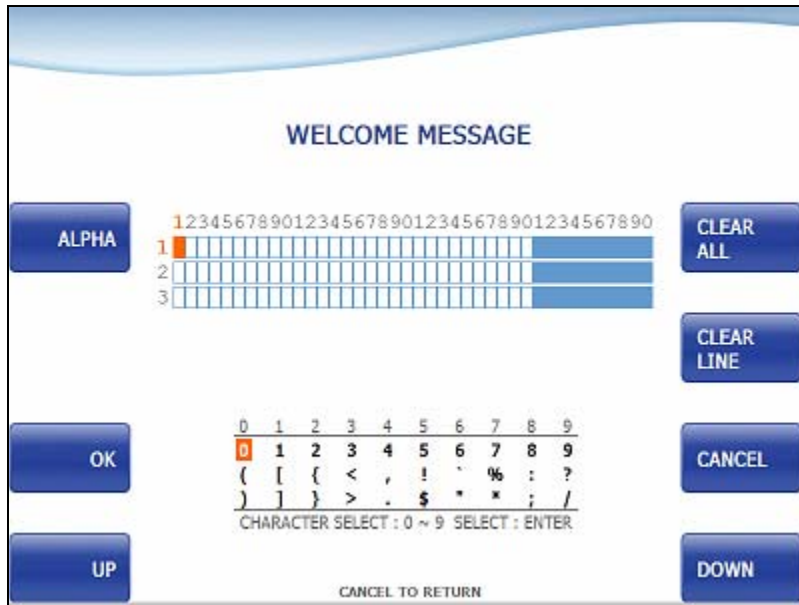 WELCOME MESSAGE
ALPHA
1234567890123456789012345678901234567890
CLEAR
ALL
1
2
3
CLEAR
LINE
0 1 2 3 4 5 6 7 8 9
OK
0 1 2 3 4 5 6 7 8 9
( [ { < , ! ` % : ?
) ] } > . $ " * ; /
CANCEL
CHARACTER SELECT : 0 ~ 9 SELECT : ENTER
UP
CANCEL TO RETURN
DOWN